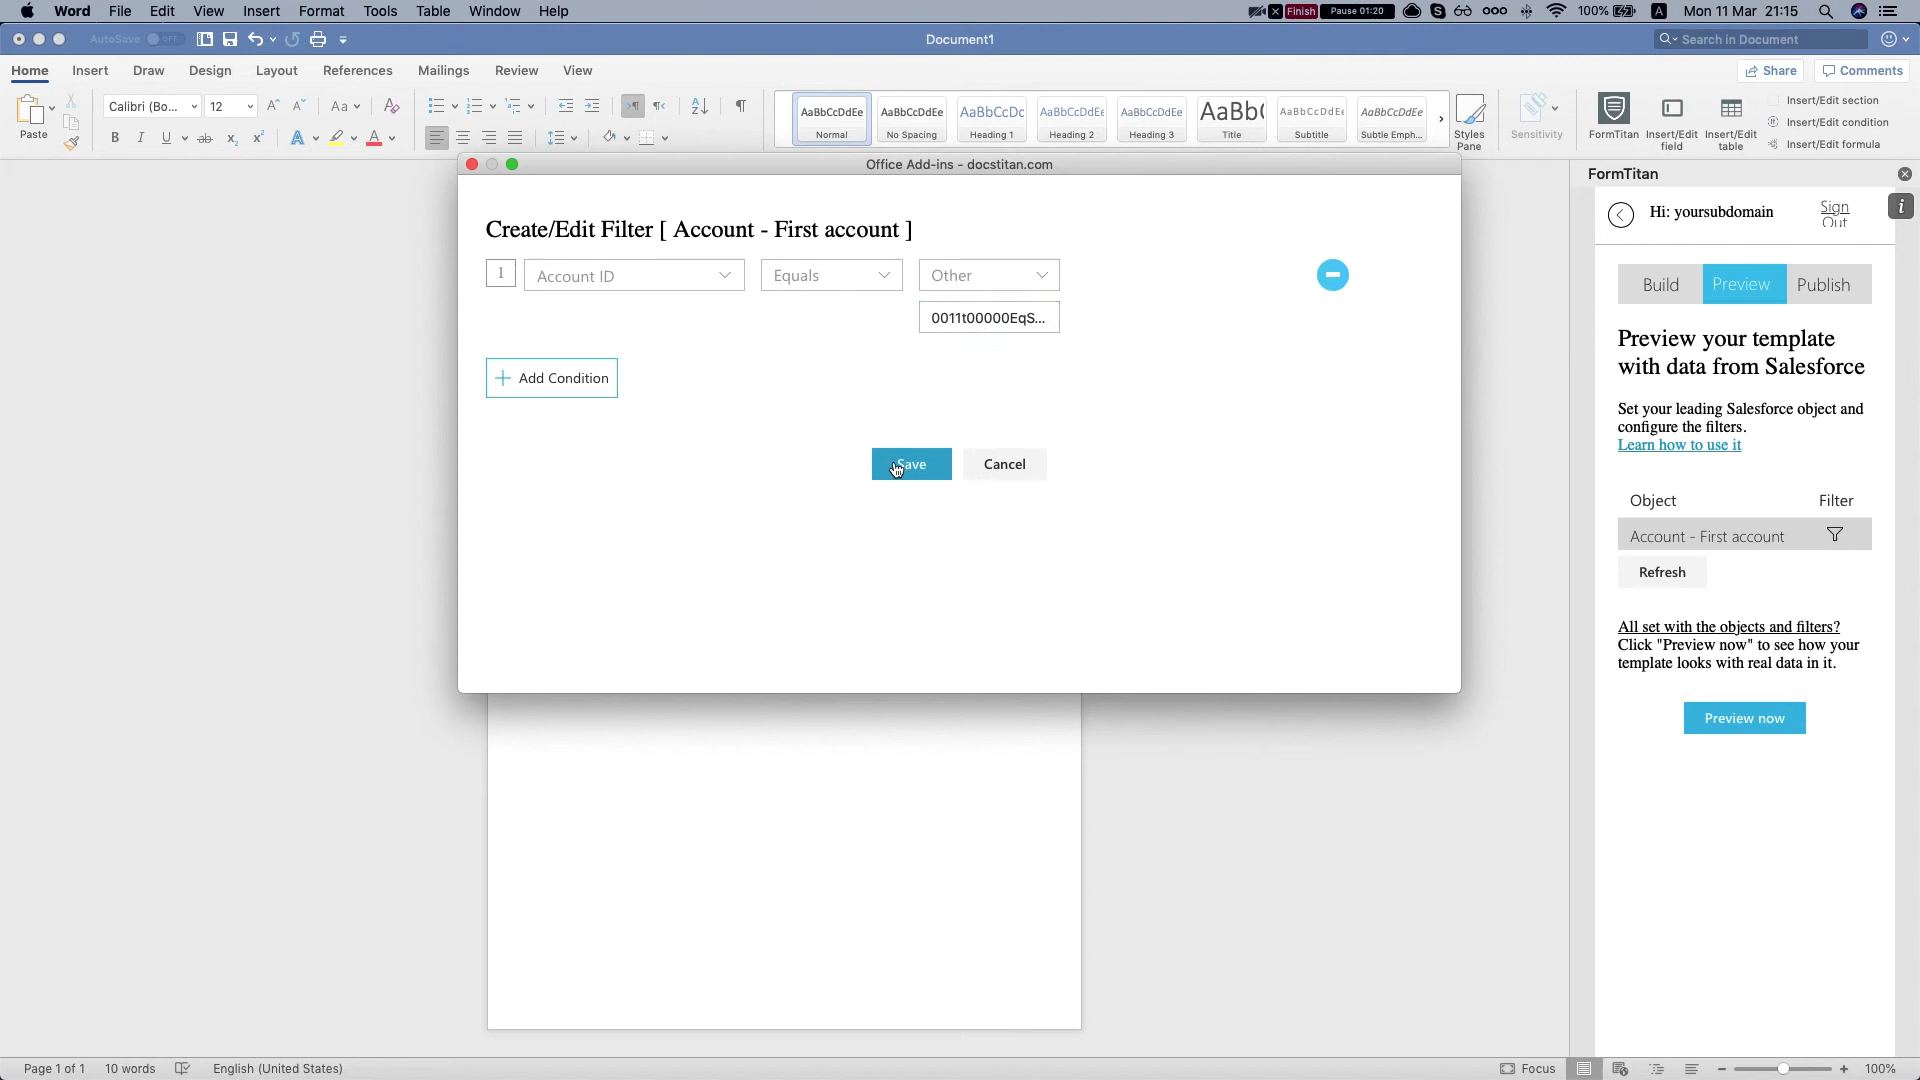 Word File Edit View Insert Format Tools Table Window Help
Finish Pause 01:20 100% A Mon 11 Mar 21:15
AutoSave OFF Document1 Search in Document
Home Insert Draw Design Layout References Mailings Review View Share Comments
Paste
Calibri (Bo... 12 Aa
B I U ab X₂ X² A A
AaBbCcDdEe AaBbCcDdEe AaBbCcDc AaBbCcDdEe AaBbCcDdEe AaBb( AaBbCcDdEe AaBbCcDdEe
Normal No Spacing Heading 1 Heading 2 Heading 3 Title Subtitle Subtle Emph...
Styles Pane
Sensitivity
FormTitan
Insert/Edit field
Insert/Edit table
Insert/Edit section
Insert/Edit condition
Insert/Edit formula
Office Add-ins - docstitan.com
Create/Edit Filter [ Account - First account ]
1 Account ID Equals Other
0011t00000EqS...
Add Condition
Save Cancel
FormTitan
Hi: yoursubdomain Sign Out
Build Preview Publish
Preview your template
with data from Salesforce
Set your leading Salesforce object and
configure the filters.
Learn how to use it
Object Filter
Account - First account
Refresh
All set with the objects and filters?
Click "Preview now" to see how your
template looks with real data in it.
Preview now
Page 1 of 1 10 words English (United States) Focus 100%